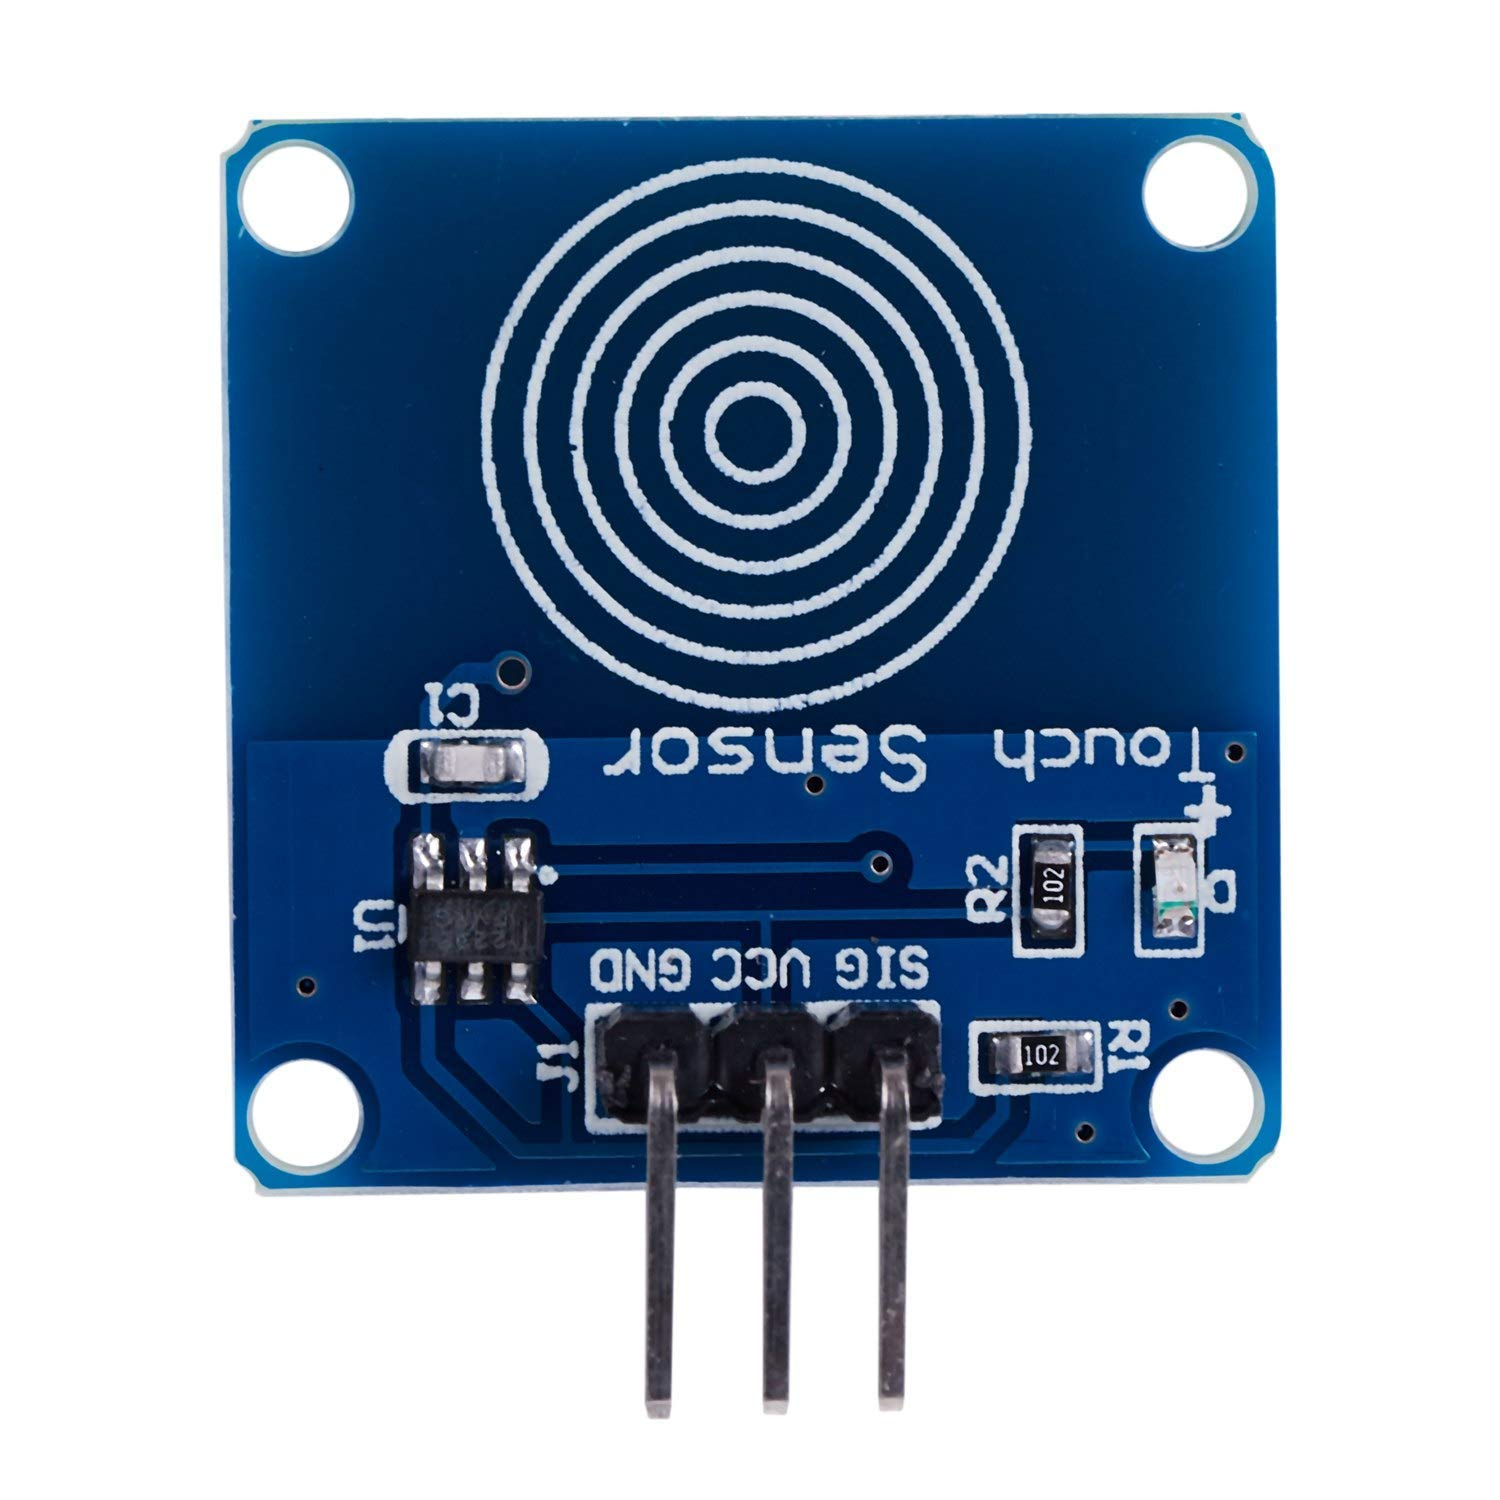 Touch Sensor
C1
R2
102
+
D
U1
SIG VCC GND
J1
102
R1